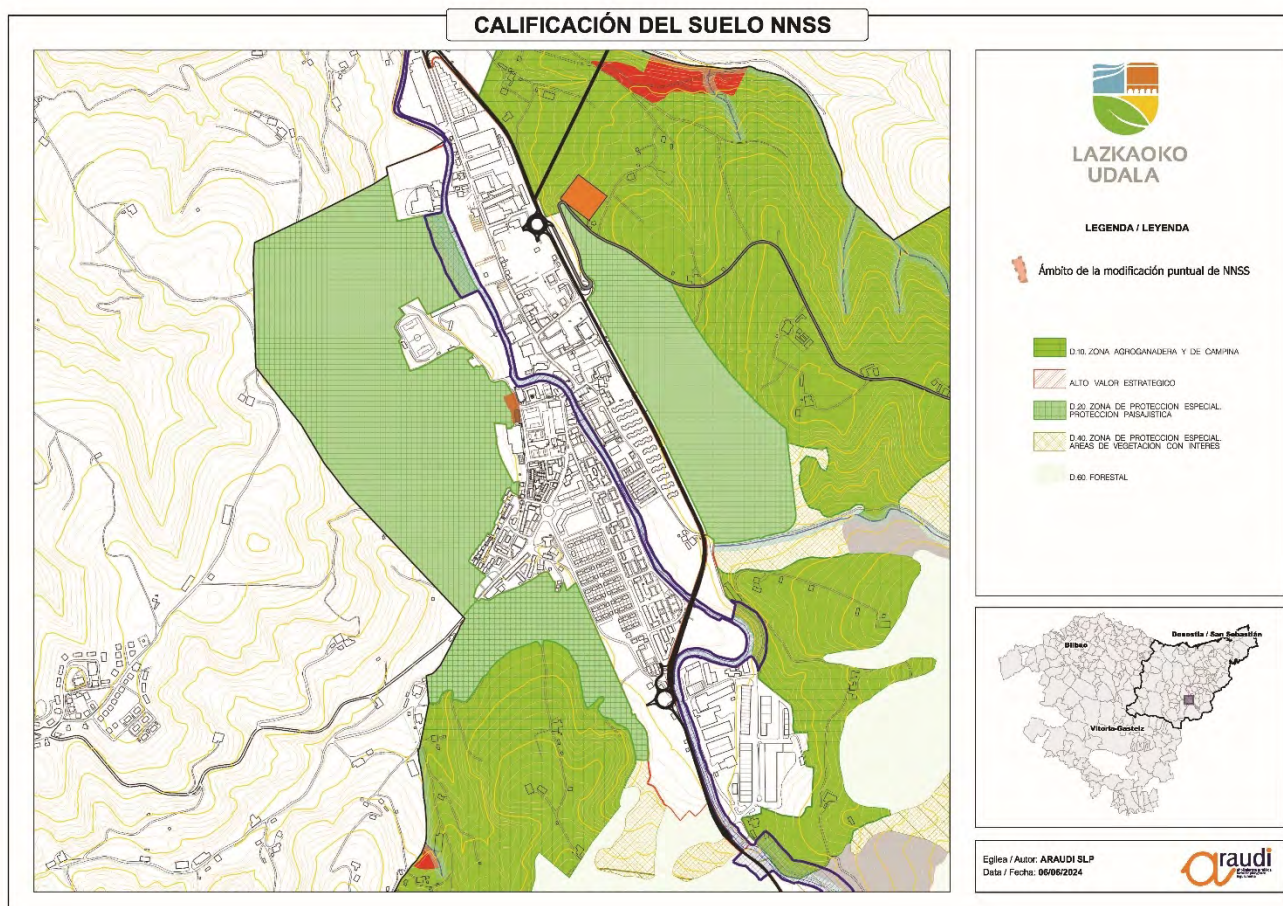 CALIFICACIÓN DEL SUELO NNSS
LAZKAOKO
UDALA
LEGENDA / LEYENDA
Ámbito de la modificación puntual de NNSS
D.10. ZONA AGROGANADERA Y DE CAMPINA
ALTO VALOR ESTRATEGICO
D.20. ZONA DE PROTECCION ESPECIAL.
PROTECCION PAISAJISTICA
D.40. ZONA DE PROTECCION ESPECIAL.
AREAS DE VEGETACION CON INTERES
D.60. FORESTAL
Donostia / San Sebastián
Bilbao
Vitoria-Gasteiz
Egilea / Autor: ARAUDI SLP
Data / Fecha: 06/06/2024
araudi